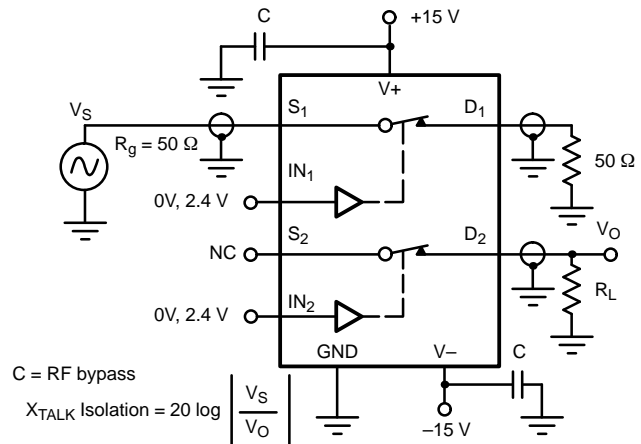 C
+15 V
V+
VS
S1
D1
Rg = 50 Ω
IN1
50 Ω
0V, 2.4 V
S2
D2
VO
NC
RL
IN2
0V, 2.4 V
GND
V–
C
C = RF bypass
XTALK Isolation = 20 log | VS / VO |
–15 V